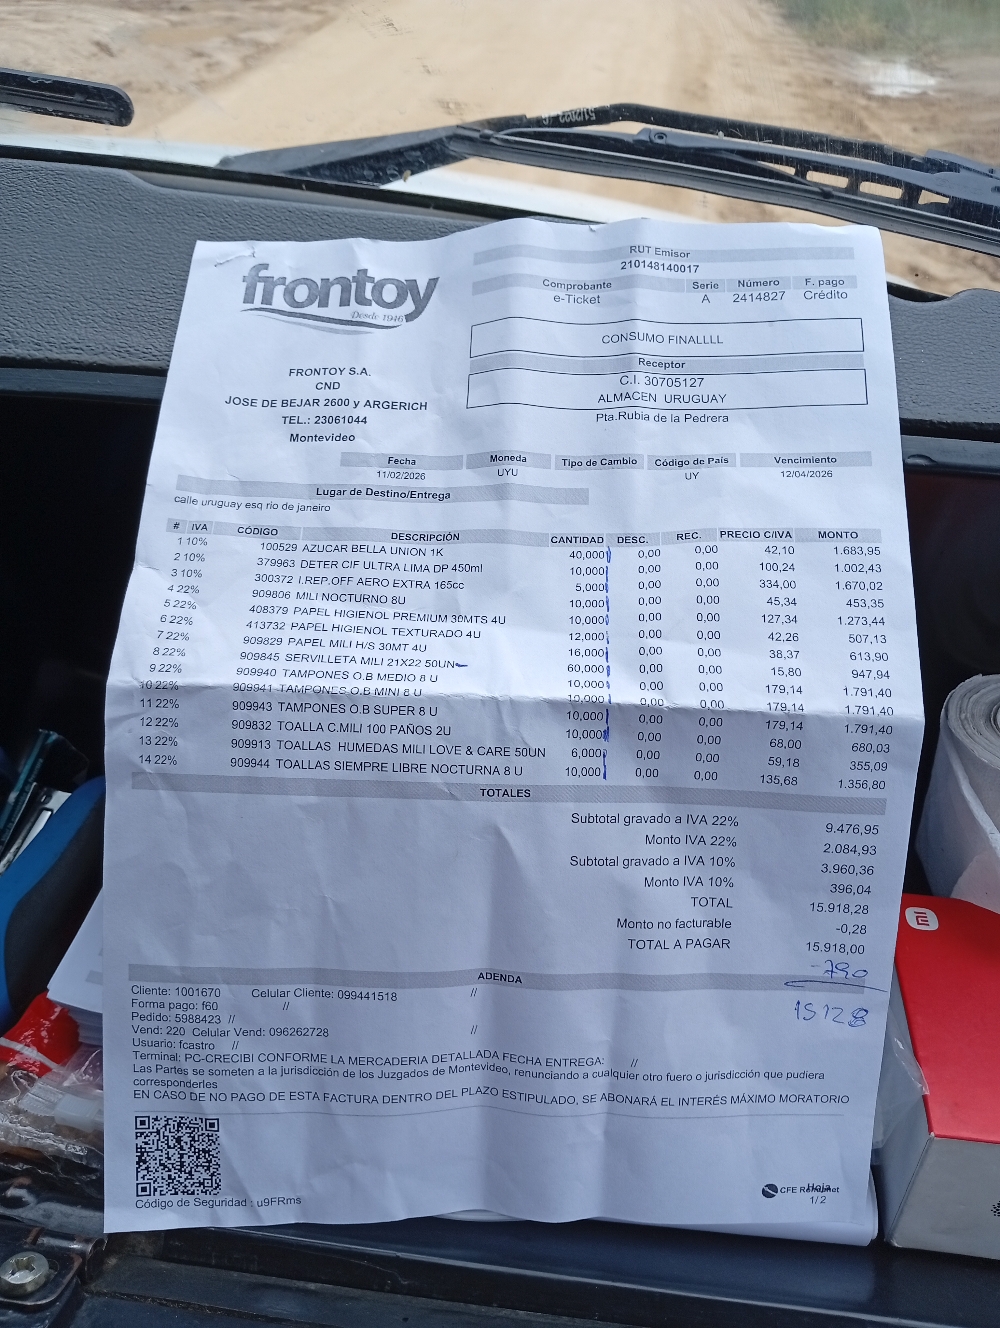 frontoy
Desde 1946
RUT Emisor
210148140017
Comprobante Serie Número F. pago
e-Ticket A 2414827 Crédito
CONSUMO FINALLLL
Receptor
C.I. 30705127
ALMACEN URUGUAY
Pta.Rubia de la Pedrera
FRONTOY S.A.
CND
JOSE DE BEJAR 2600 y ARGERICH
TEL.: 23061044
Montevideo
Fecha Moneda Tipo de Cambio Código de País Vencimiento
11/02/2026 UYU UY 12/04/2026
Lugar de Destino/Entrega
calle uruguay esq rio de janeiro
# IVA CÓDIGO DESCRIPCIÓN CANTIDAD DESC. REC. PRECIO C/IVA MONTO
1 10% 100529 AZUCAR BELLA UNION 1K 40,000 0,00 0,00 42,10 1.683,95
2 10% 379963 DETER CIF ULTRA LIMA DP 450ml 10,000 0,00 0,00 100,24 1.002,43
3 10% 300372 I.REP.OFF AERO EXTRA 165cc 5,000 0,00 0,00 334,00 1.670,02
4 22% 909806 MILI NOCTURNO 8U 10,000 0,00 0,00 45,34 453,35
5 22% 408379 PAPEL HIGIENOL PREMIUM 30MTS 4U 10,000 0,00 0,00 127,34 1.273,44
6 22% 413732 PAPEL HIGIENOL TEXTURADO 4U 12,000 0,00 0,00 42,26 507,13
7 22% 909829 PAPEL MILI H/S 30MT 4U 16,000 0,00 0,00 38,37 613,90
8 22% 909845 SERVILLETA MILI 21X22 50UN 60,000 0,00 0,00 15,80 947,94
9 22% 909940 TAMPONES O.B MEDIO 8 U 10,000 0,00 0,00 179,14 1.791,40
10 22% 909941 TAMPONES O.B MINI 8 U 10,000 0,00 0,00 179,14 1.791,40
11 22% 909943 TAMPONES O.B SUPER 8 U 10,000 0,00 0,00 179,14 1.791,40
12 22% 909832 TOALLA C.MILI 100 PAÑOS 2U 10,000 0,00 0,00 68,00 680,03
13 22% 909913 TOALLAS HUMEDAS MILI LOVE & CARE 50UN 6,000 0,00 0,00 59,18 355,09
14 22% 909944 TOALLAS SIEMPRE LIBRE NOCTURNA 8 U 10,000 0,00 0,00 135,68 1.356,80
TOTALES
Subtotal gravado a IVA 22% 9.476,95
Monto IVA 22% 2.084,93
Subtotal gravado a IVA 10% 3.960,36
Monto IVA 10% 396,04
TOTAL 15.918,28
Monto no facturable -0,28
TOTAL A PAGAR 15.918,00
-790
15128
ADENDA
Cliente: 1001670 Celular Cliente: 099441518 //
Forma pago: f60 //
Pedido: 5988423 //
Vend: 220 Celular Vend: 096262728 //
Usuario: fcastro //
Terminal: PC-CRECIBI CONFORME LA MERCADERIA DETALLADA FECHA ENTREGA: //
Las Partes se someten a la jurisdicción de los Juzgados de Montevideo, renunciando a cualquier otro fuero o jurisdicción que pudiera
corresponderles
EN CASO DE NO PAGO DE ESTA FACTURA DENTRO DEL PLAZO ESTIPULADO, SE ABONARÁ EL INTERÉS MÁXIMO MORATORIO
Código de Seguridad : u9FRms
CFE
Hoja
1/2